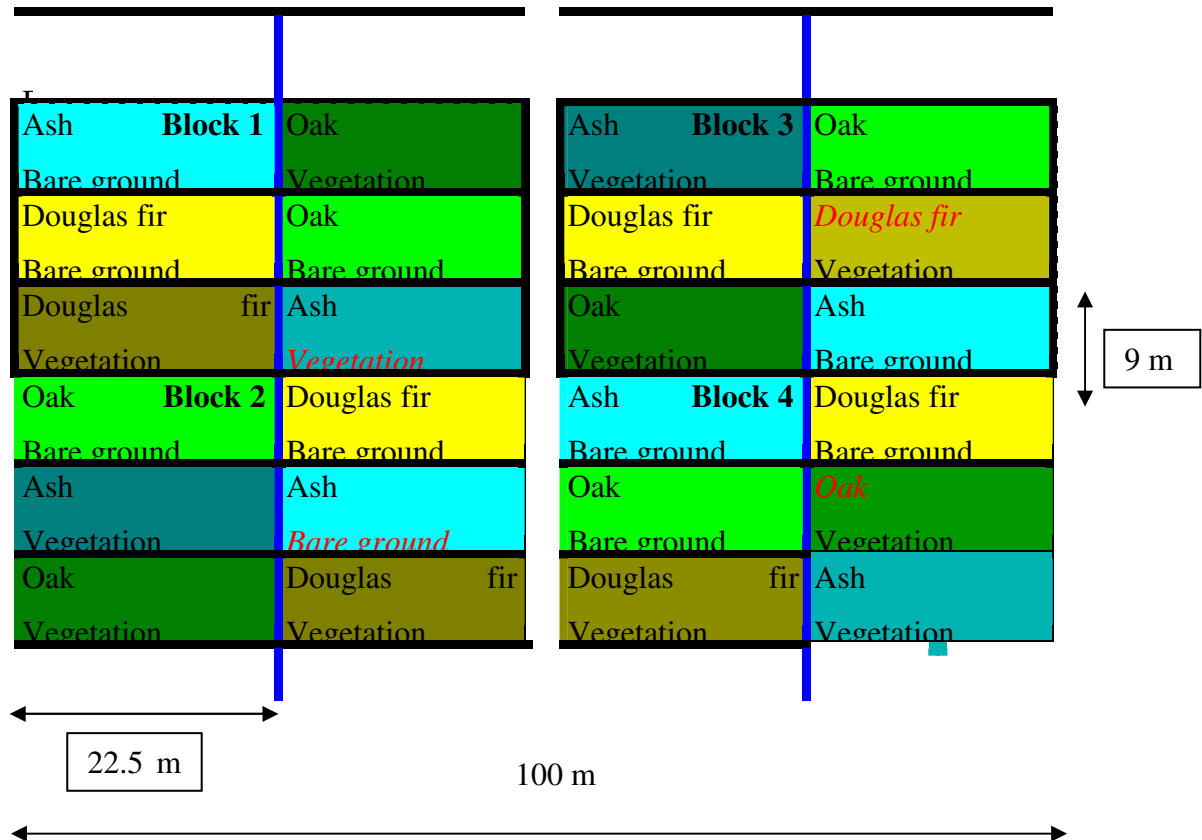 Ash Block 1
Bare ground
Oak
Vegetation
Douglas fir
Bare ground
Oak
Bare ground
Douglas fir
Vegetation
Ash
Vegetation
Oak Block 2
Bare ground
Douglas fir
Bare ground
Ash
Vegetation
Ash
Bare ground
Oak
Vegetation
Douglas fir
Vegetation
Ash Block 3
Vegetation
Oak
Bare ground
Douglas fir
Bare ground
Douglas fir
Vegetation
Oak
Vegetation
Ash
Bare ground
Ash Block 4
Bare ground
Douglas fir
Bare ground
Oak
Bare ground
Oak
Vegetation
Douglas fir
Vegetation
Ash
Vegetation
9 m
22.5 m
100 m